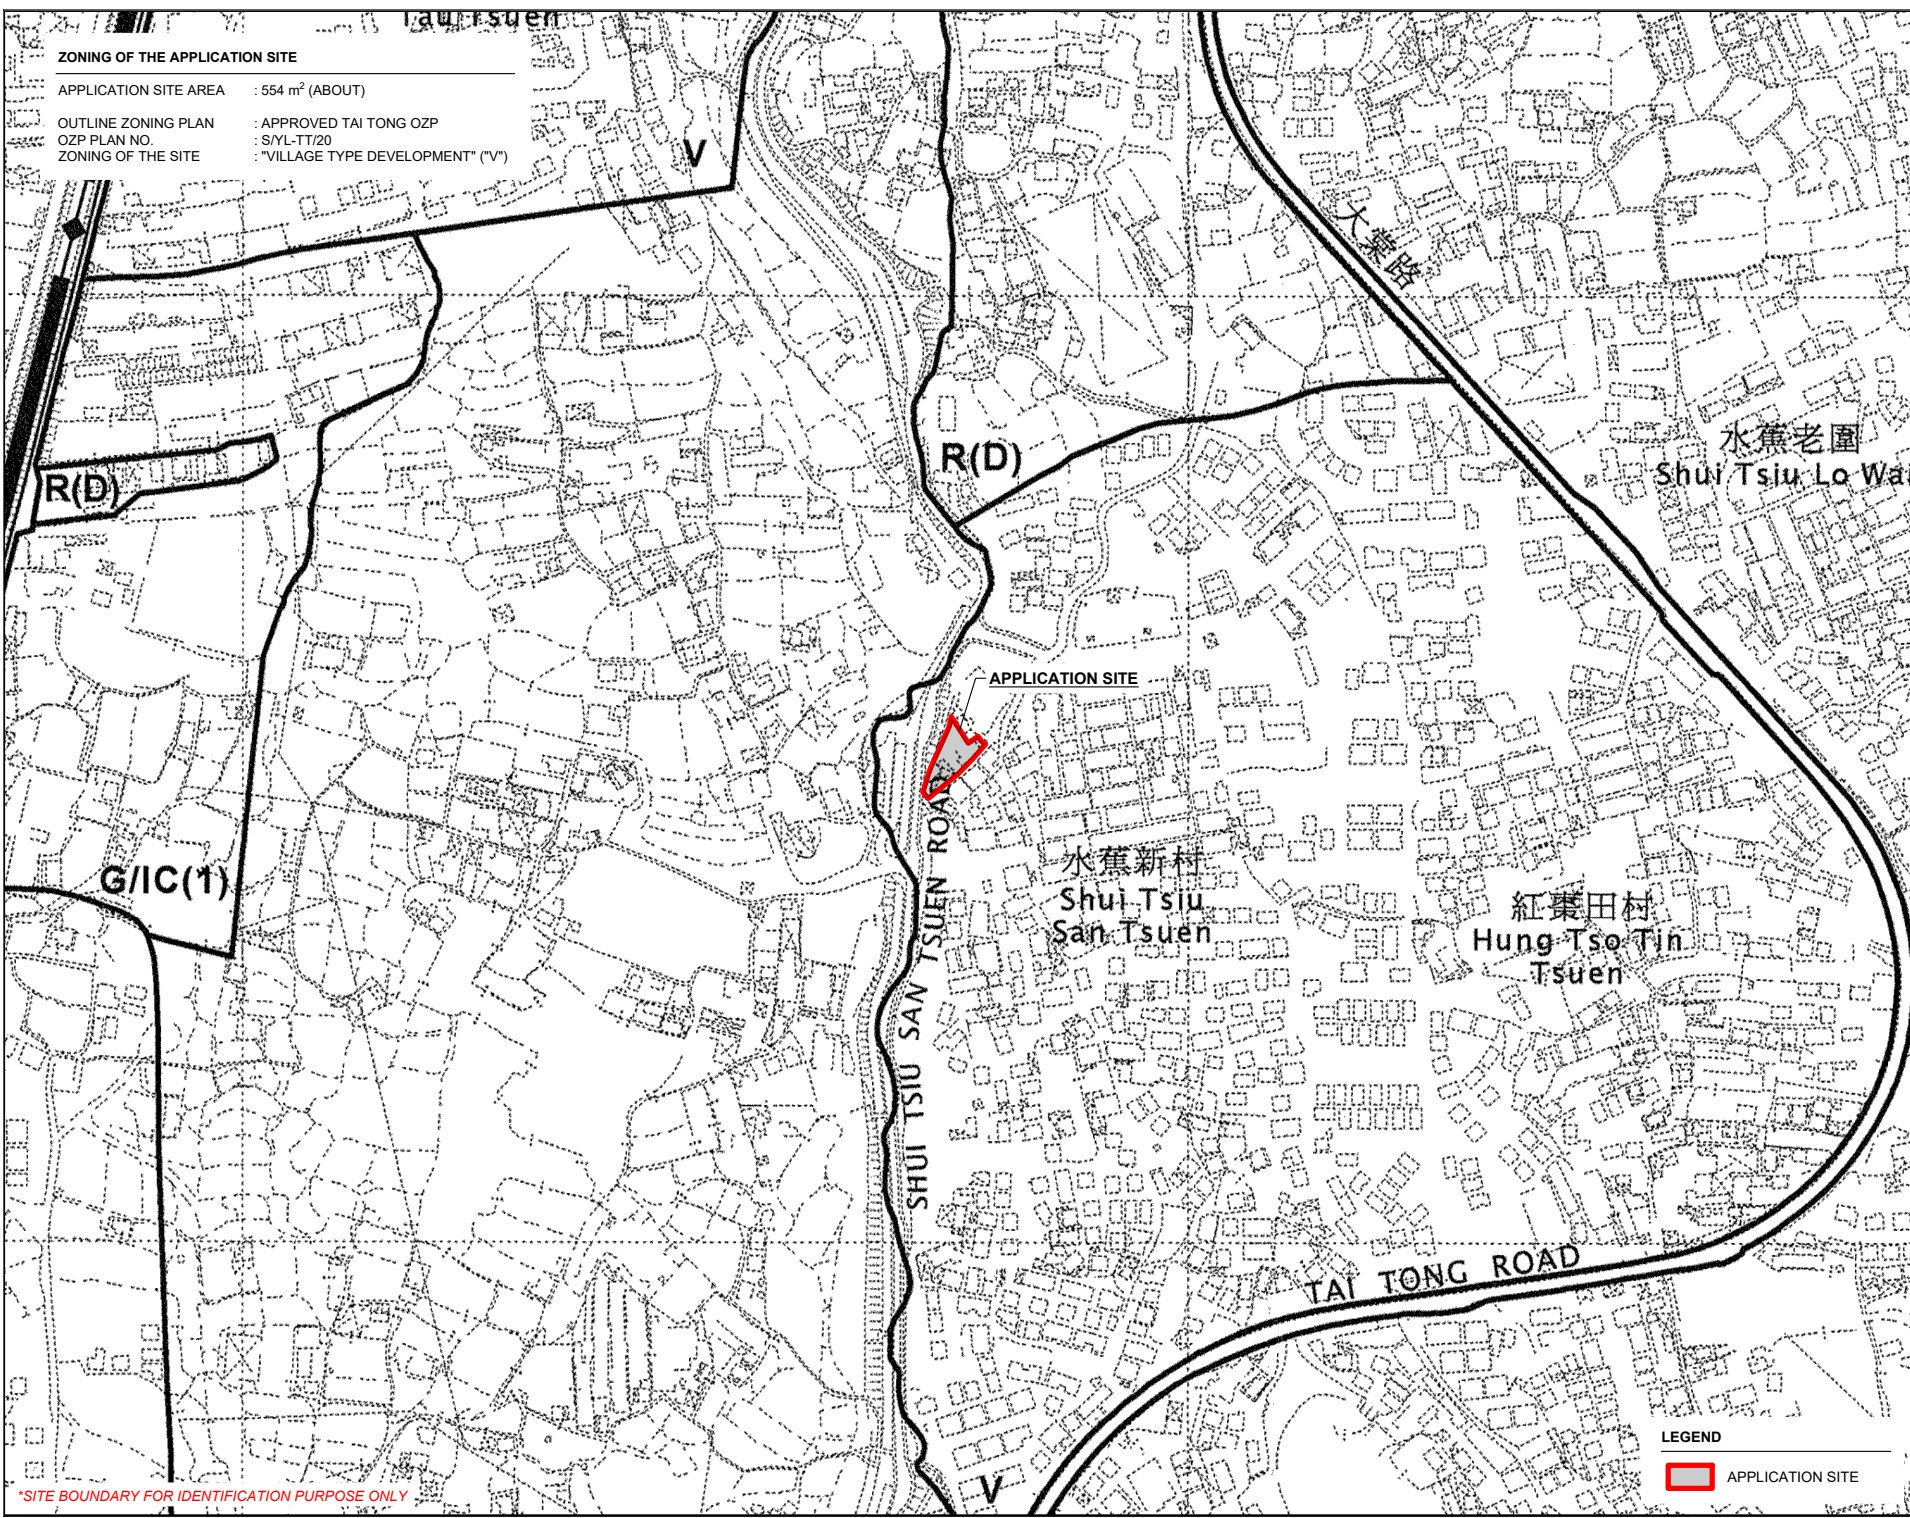 Tau Tsuen
ZONING OF THE APPLICATION SITE
APPLICATION SITE AREA : 554 m² (ABOUT)
OUTLINE ZONING PLAN : APPROVED TAI TONG OZP
OZP PLAN NO. : S/YL-TT/20
ZONING OF THE SITE : "VILLAGE TYPE DEVELOPMENT" ("V")
V
大棠路
R(D)
水蕉老圍
Shui Tsiu Lo Wai
R(D)
APPLICATION SITE
G/IC(1)
水蕉新村
Shui Tsiu
San Tsuen
紅棗田村
Hung Tso Tin
Tsuen
SHUI TSIU SAN TSUEN ROAD
TAI TONG ROAD
V
LEGEND
APPLICATION SITE
*SITE BOUNDARY FOR IDENTIFICATION PURPOSE ONLY